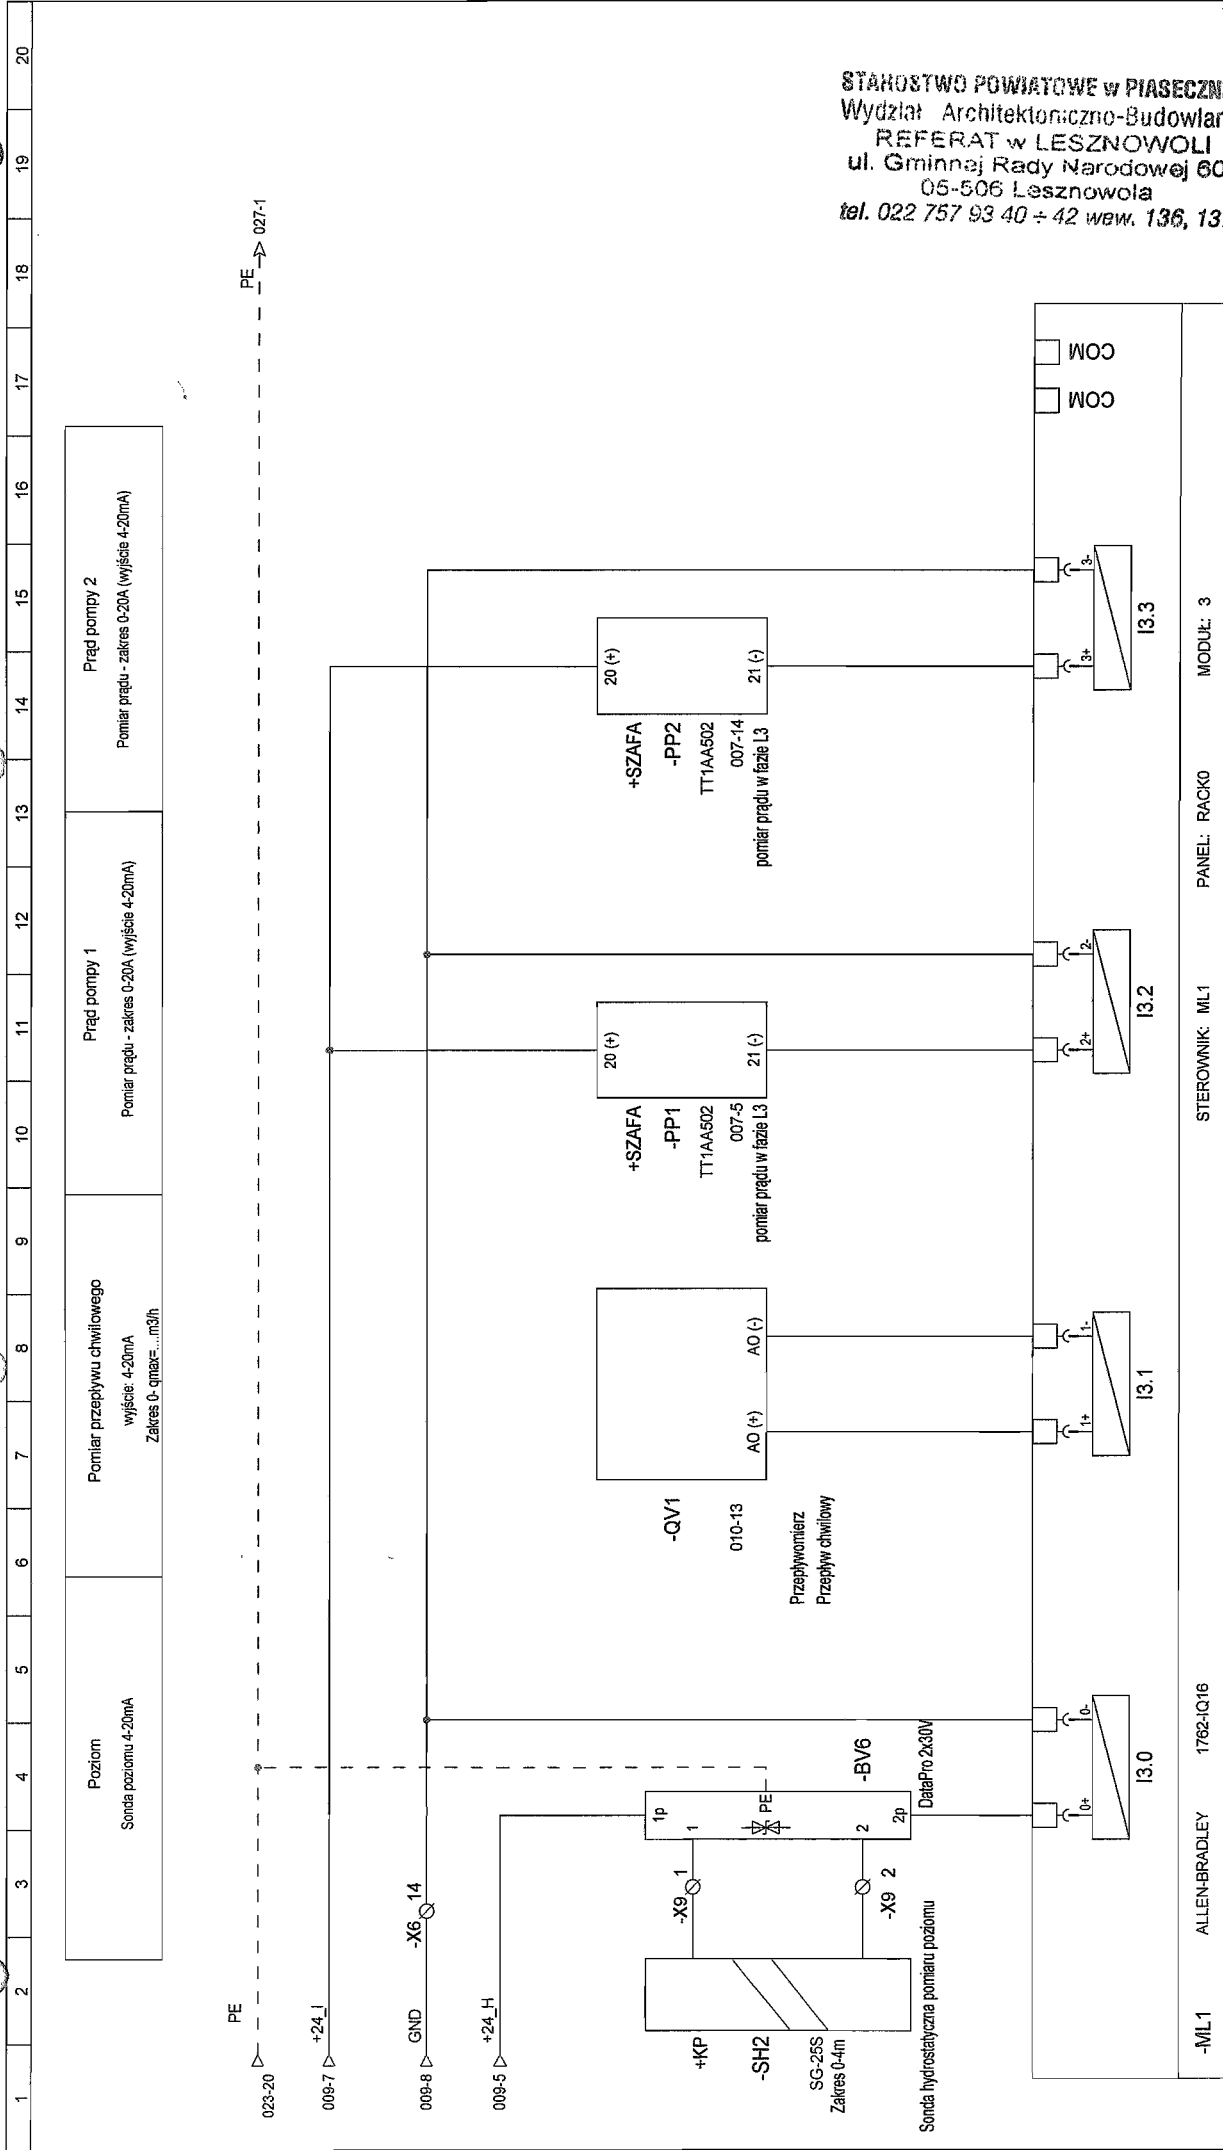 1 2 3 4 5 6 7 8 9 10 11 12 13 14 15 16 17 18 19 20
Poziom
Sonda poziomu 4-20mA
Pomiar przepływu chwilowego
wyjście: 4-20mA
Zakres 0- qmax=....m3/h
Prąd pompy 1
Pomiar prądu - zakres 0-20A (wyjście 4-20mA)
Prąd pompy 2
Pomiar prądu - zakres 0-20A (wyjście 4-20mA)
023-20
PE
PE
027-1
009-7
+24_I
009-8
GND
-X6 14
009-5
+24_H
+KP
-SH2
SG-25S
Zakres 0-4m
Sonda hydrostatyczna pomiaru poziomu
-X9 1
-X9 2
1p
1
PE
2
2p
-BV6
DataPro 2x30V
-QV1
010-13
Przepływomierz
Przepływ chwilowy
AO (+)
AO (-)
+SZAFA
-PP1
TT1AA502
007-5
pomiar prądu w fazie L3
20 (+)
21 (-)
+SZAFA
-PP2
TT1AA502
007-14
pomiar prądu w fazie L3
20 (+)
21 (-)
0+
0-
I3.0
1+
1-
I3.1
2+
2-
I3.2
3+
3-
I3.3
COM
COM
-ML1
ALLEN-BRADLEY
1762-IQ16
STEROWNIK: ML1
PANEL: RACK0
MODUŁ: 3
STAROSTWO POWIATOWE w PIASECZN
Wydział Architektoniczno-Budowlan
REFERAT w LESZNOWOLI
ul. Gminnej Rady Narodowej 60
05-506 Lesznowola
tel. 022 757 93 40 ÷ 42 wew. 136, 13